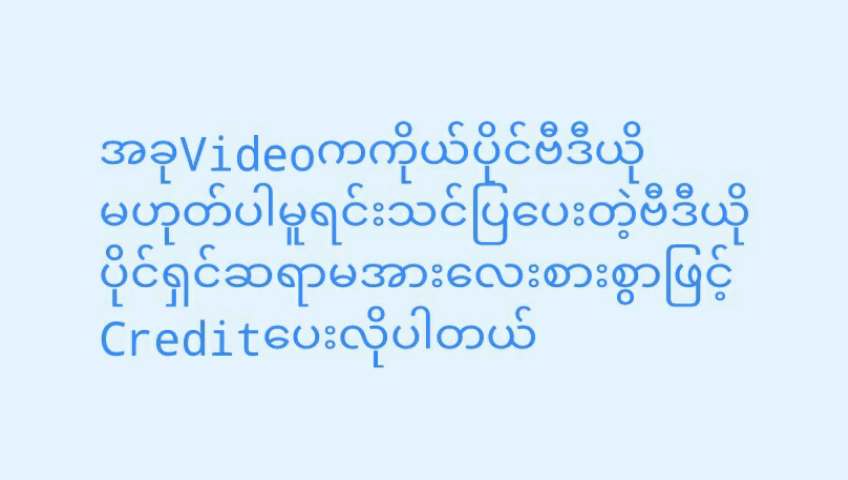 အခုVideoကကိုယ်ပိုင်ဗီဒီယို
မဟုတ်ပါမူရင်းသင်ပြပေးတဲ့ဗီဒီယို
ပိုင်ရှင်ဆရာမအားလေးစားစွာဖြင့်
Creditပေးလိုပါတယ်